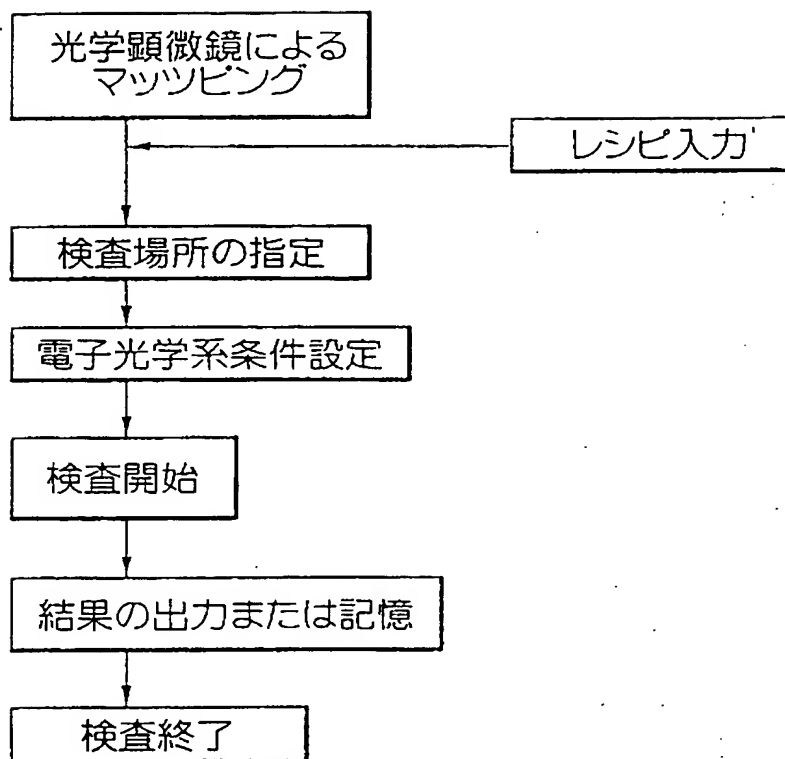 光学顕微鏡による
マッツピング
レシピ入力
検査場所の指定
電子光学系条件設定
検査開始
結果の出力または記憶
検査終了